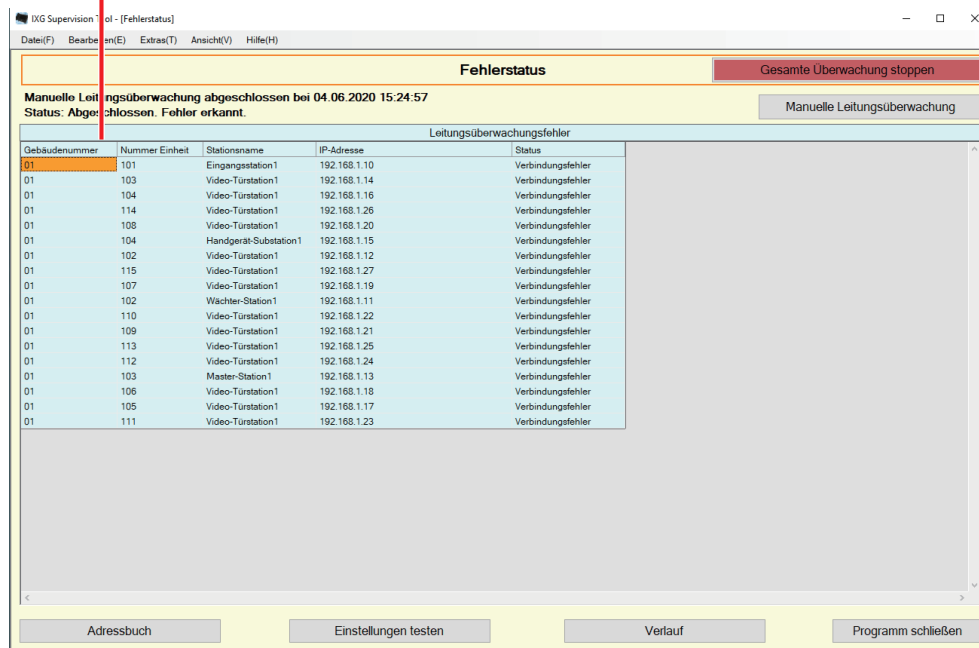 IXG Supervision Tool - [Fehlerstatus]
Datei(F) Bearbeiten(E) Extras(T) Ansicht(V) Hilfe(H)
Fehlerstatus Gesamte Überwachung stoppen
Manuelle Leitungsüberwachung abgeschlossen bei 04.06.2020 15:24:57
Status: Abgeschlossen. Fehler erkannt.
Manuelle Leitungsüberwachung
Leitungsüberwachungsfehler
Gebäudenummer Nummer Einheit Stationsname IP-Adresse Status
01 101 Eingangsstation1 192.168.1.10 Verbindungsfehler
01 103 Video-Türstation1 192.168.1.14 Verbindungsfehler
01 104 Video-Türstation1 192.168.1.16 Verbindungsfehler
01 114 Video-Türstation1 192.168.1.26 Verbindungsfehler
01 108 Video-Türstation1 192.168.1.20 Verbindungsfehler
01 104 Handgerät-Substation1 192.168.1.15 Verbindungsfehler
01 102 Video-Türstation1 192.168.1.12 Verbindungsfehler
01 115 Video-Türstation1 192.168.1.27 Verbindungsfehler
01 107 Video-Türstation1 192.168.1.19 Verbindungsfehler
01 102 Wächter-Station1 192.168.1.11 Verbindungsfehler
01 110 Video-Türstation1 192.168.1.22 Verbindungsfehler
01 109 Video-Türstation1 192.168.1.21 Verbindungsfehler
01 113 Video-Türstation1 192.168.1.25 Verbindungsfehler
01 112 Video-Türstation1 192.168.1.24 Verbindungsfehler
01 103 Master-Station1 192.168.1.13 Verbindungsfehler
01 106 Video-Türstation1 192.168.1.18 Verbindungsfehler
01 105 Video-Türstation1 192.168.1.17 Verbindungsfehler
01 111 Video-Türstation1 192.168.1.23 Verbindungsfehler
Adressbuch Einstellungen testen Verlauf Programm schließen